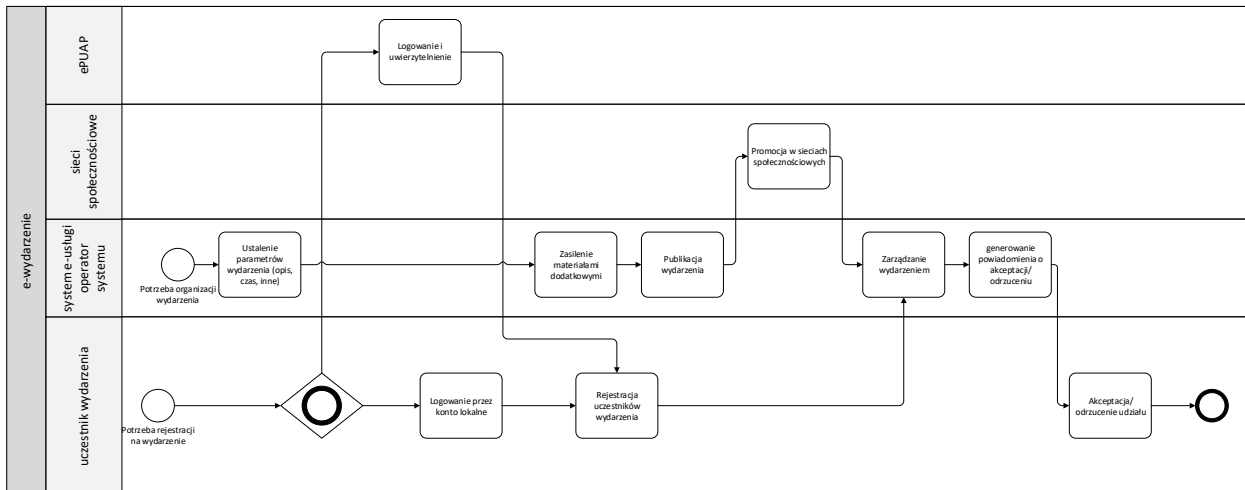 e-wydarzenie
ePUAP
Logowanie i
uwierzytelnienie
sieci
społecznościowe
Promocja w sieciach
społecznościowych
system e-usługi
operator
systemu
Potrzeba organizacji
wydarzenia
Ustalenie
parametrów
wydarzenia (opis,
czas, inne)
Zasilenie
materiałami
dodatkowymi
Publikacja
wydarzenia
Zarządzanie
wydarzeniem
generowanie
powiadomienia o
akceptacji/
odrzuceniu
uczestnik wydarzenia
Potrzeba rejestracji
na wydarzenie
Logowanie przez
konto lokalne
Rejestracja
uczestników
wydarzenia
Akceptacja/
odrzucenie udziału